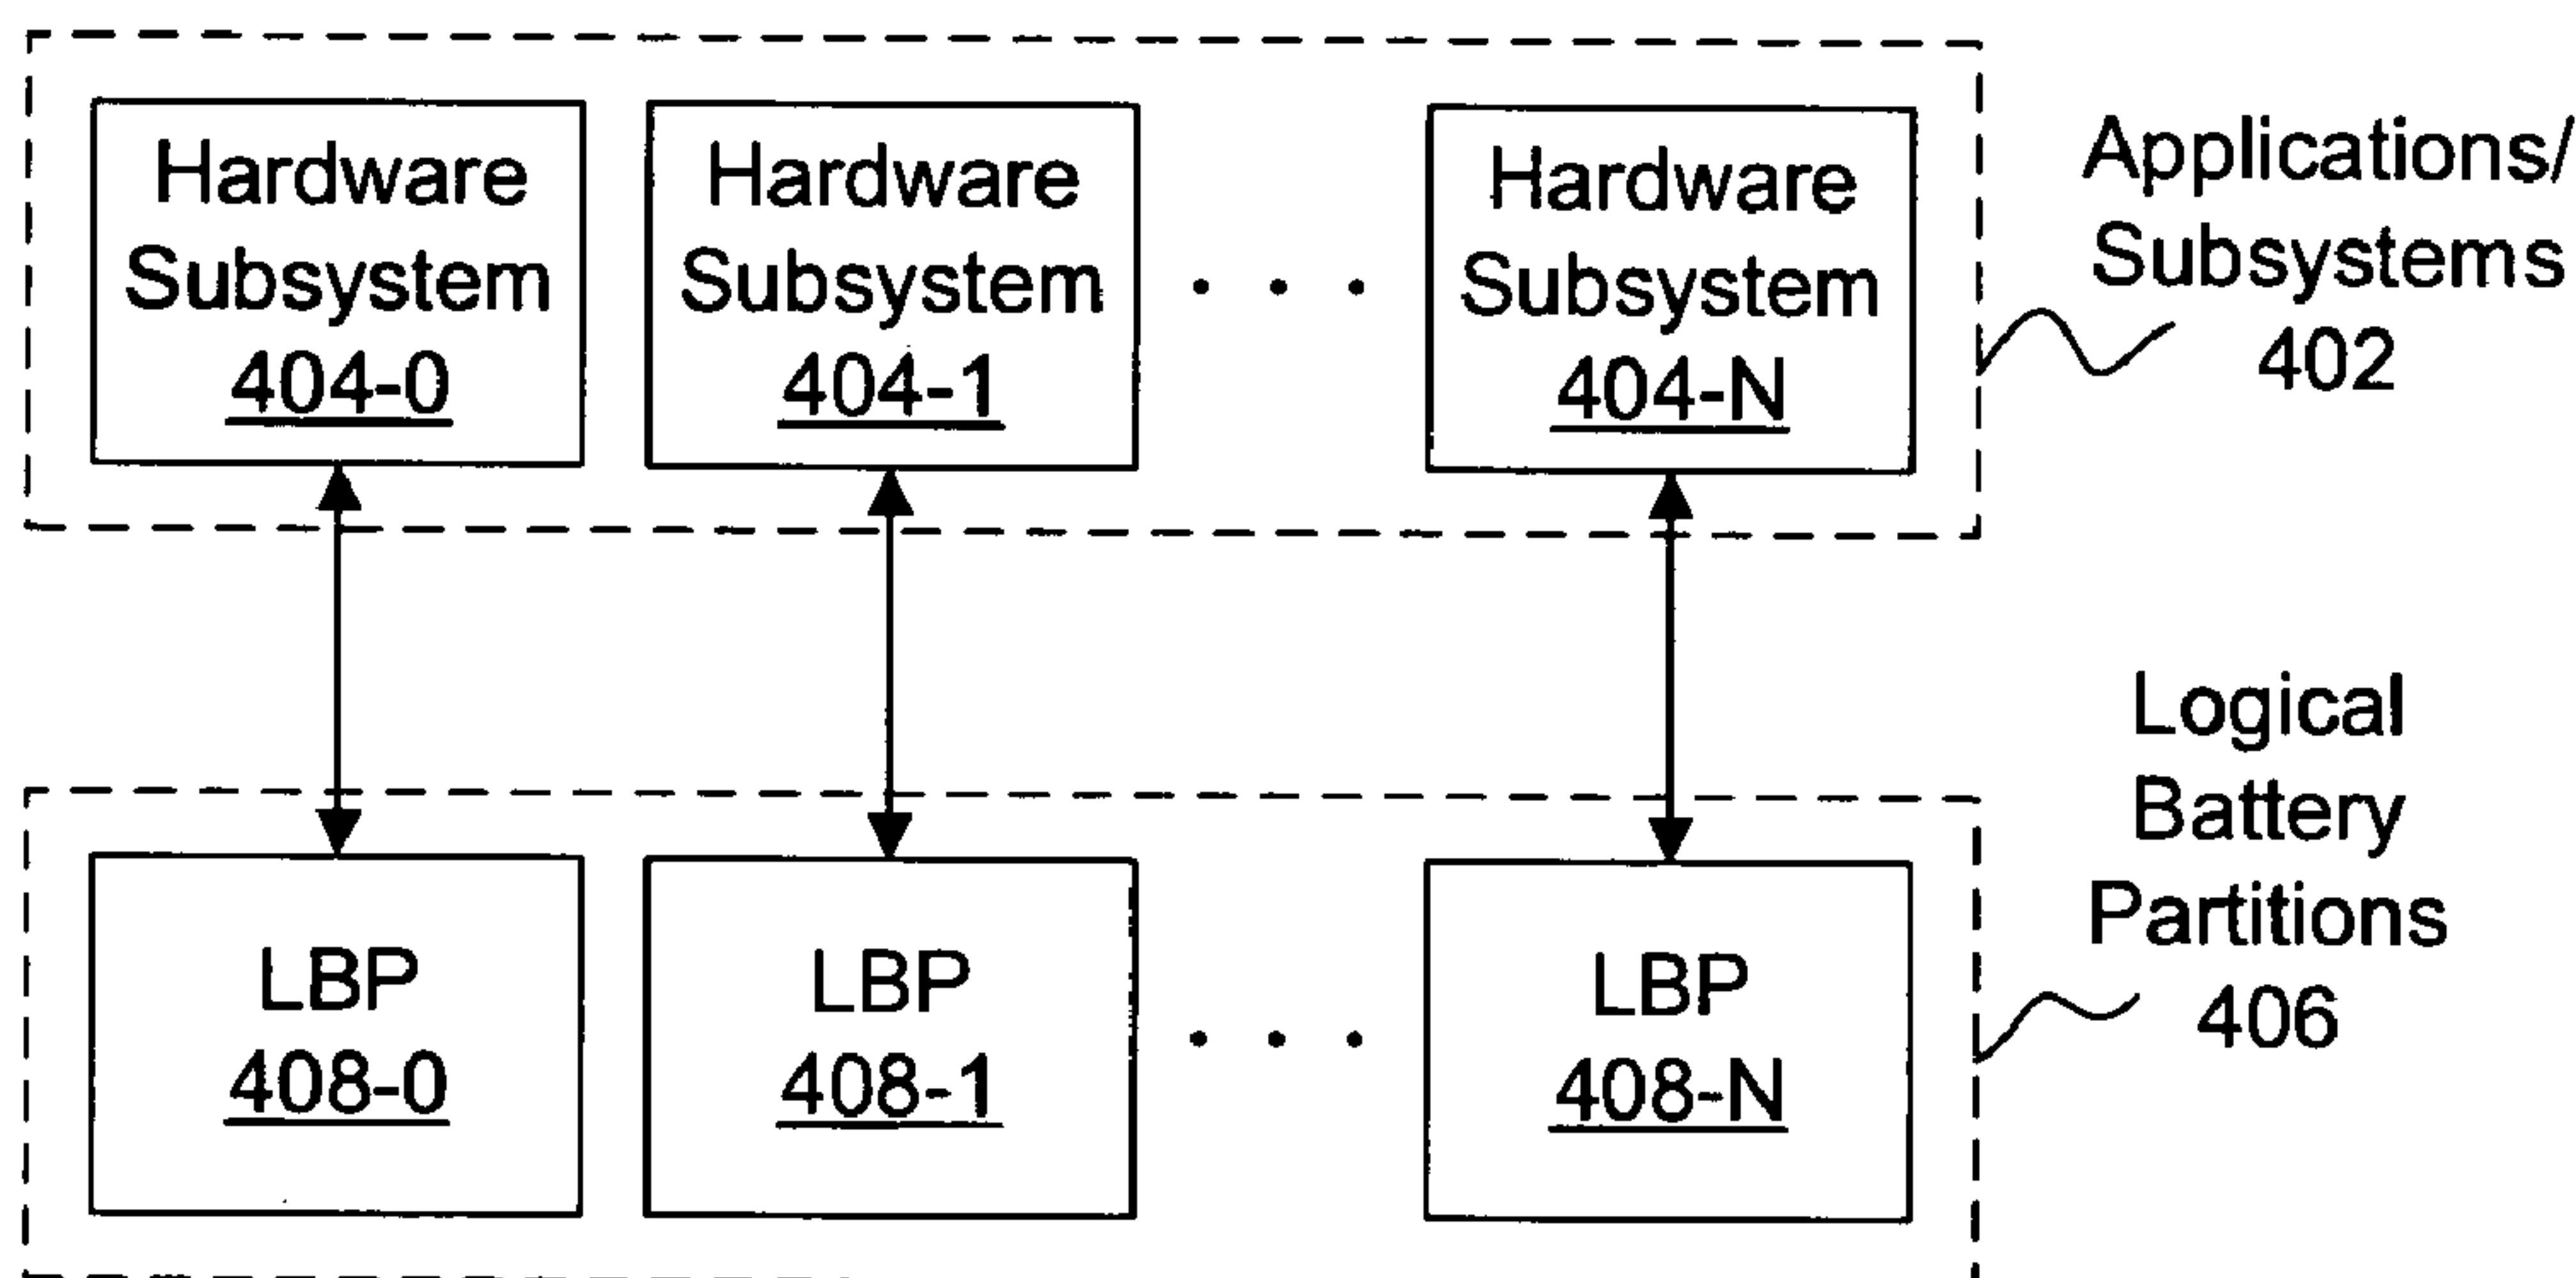 Hardware
Subsystem
404-0
Hardware
Subsystem
404-1
Hardware
Subsystem
404-N
Applications/
Subsystems
402
LBP
408-0
LBP
408-1
LBP
408-N
Logical
Battery
Partitions
406